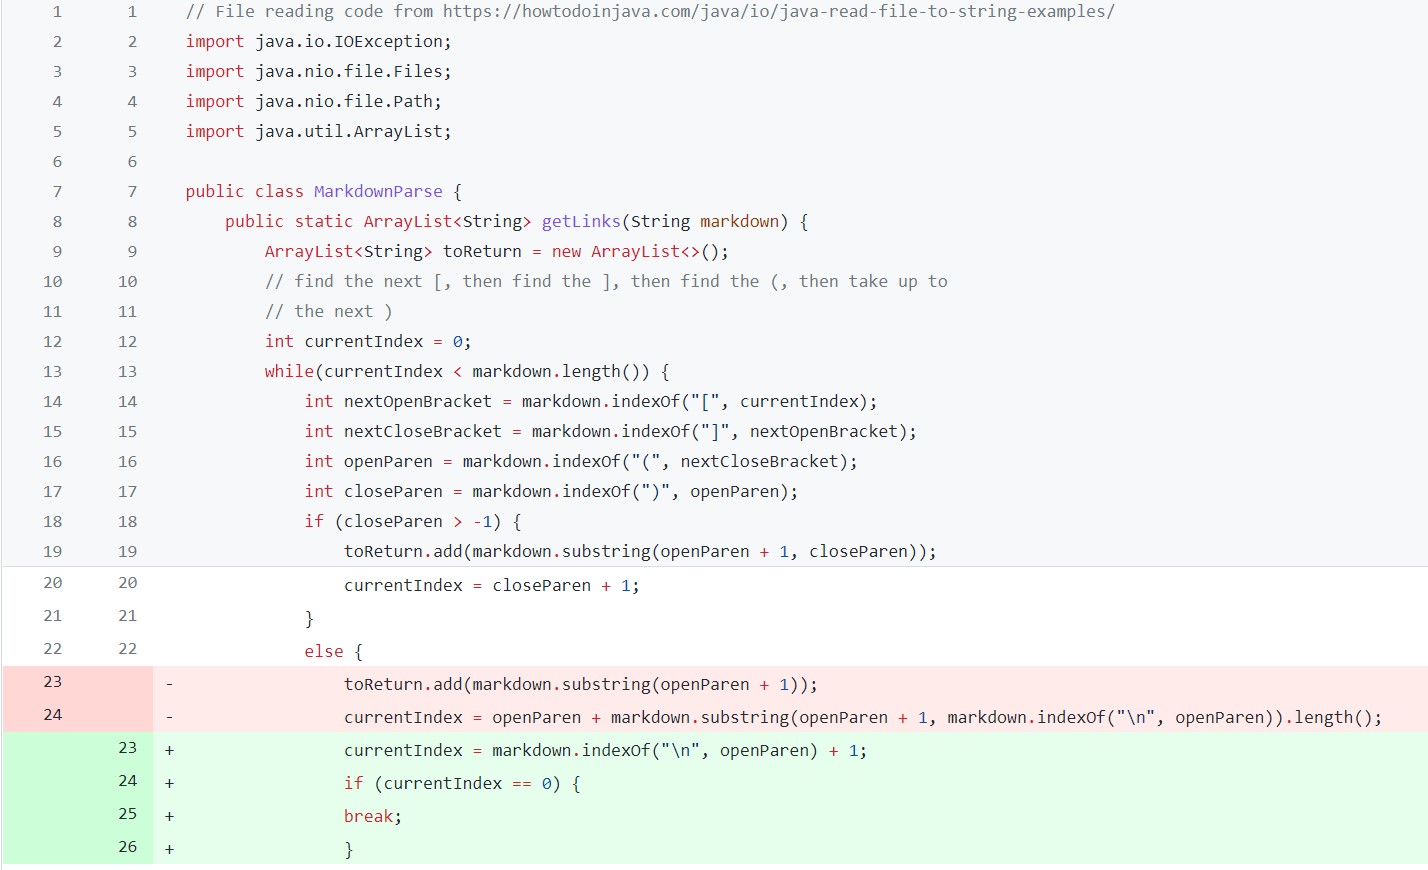 1 1 // File reading code from https://howtodoinjava.com/java/io/java-read-file-to-string-examples/
2 2 import java.io.IOException;
3 3 import java.nio.file.Files;
4 4 import java.nio.file.Path;
5 5 import java.util.ArrayList;
6 6
7 7 public class MarkdownParse {
8 8     public static ArrayList<String> getLinks(String markdown) {
9 9         ArrayList<String> toReturn = new ArrayList<>();
10 10         // find the next [, then find the ], then find the (, then take up to
11 11         // the next )
12 12         int currentIndex = 0;
13 13         while(currentIndex < markdown.length()) {
14 14             int nextOpenBracket = markdown.indexOf("[", currentIndex);
15 15             int nextCloseBracket = markdown.indexOf("]", nextOpenBracket);
16 16             int openParen = markdown.indexOf("(", nextCloseBracket);
17 17             int closeParen = markdown.indexOf(")", openParen);
18 18             if (closeParen > -1) {
19 19                 toReturn.add(markdown.substring(openParen + 1, closeParen));
20 20                 currentIndex = closeParen + 1;
21 21             }
22 22             else {
23 -                 toReturn.add(markdown.substring(openParen + 1));
24 -                 currentIndex = openParen + markdown.substring(openParen + 1, markdown.indexOf("\n", openParen)).length();
23 +                 currentIndex = markdown.indexOf("\n", openParen) + 1;
24 +                 if (currentIndex == 0) {
25 +                 break;
26 +                 }